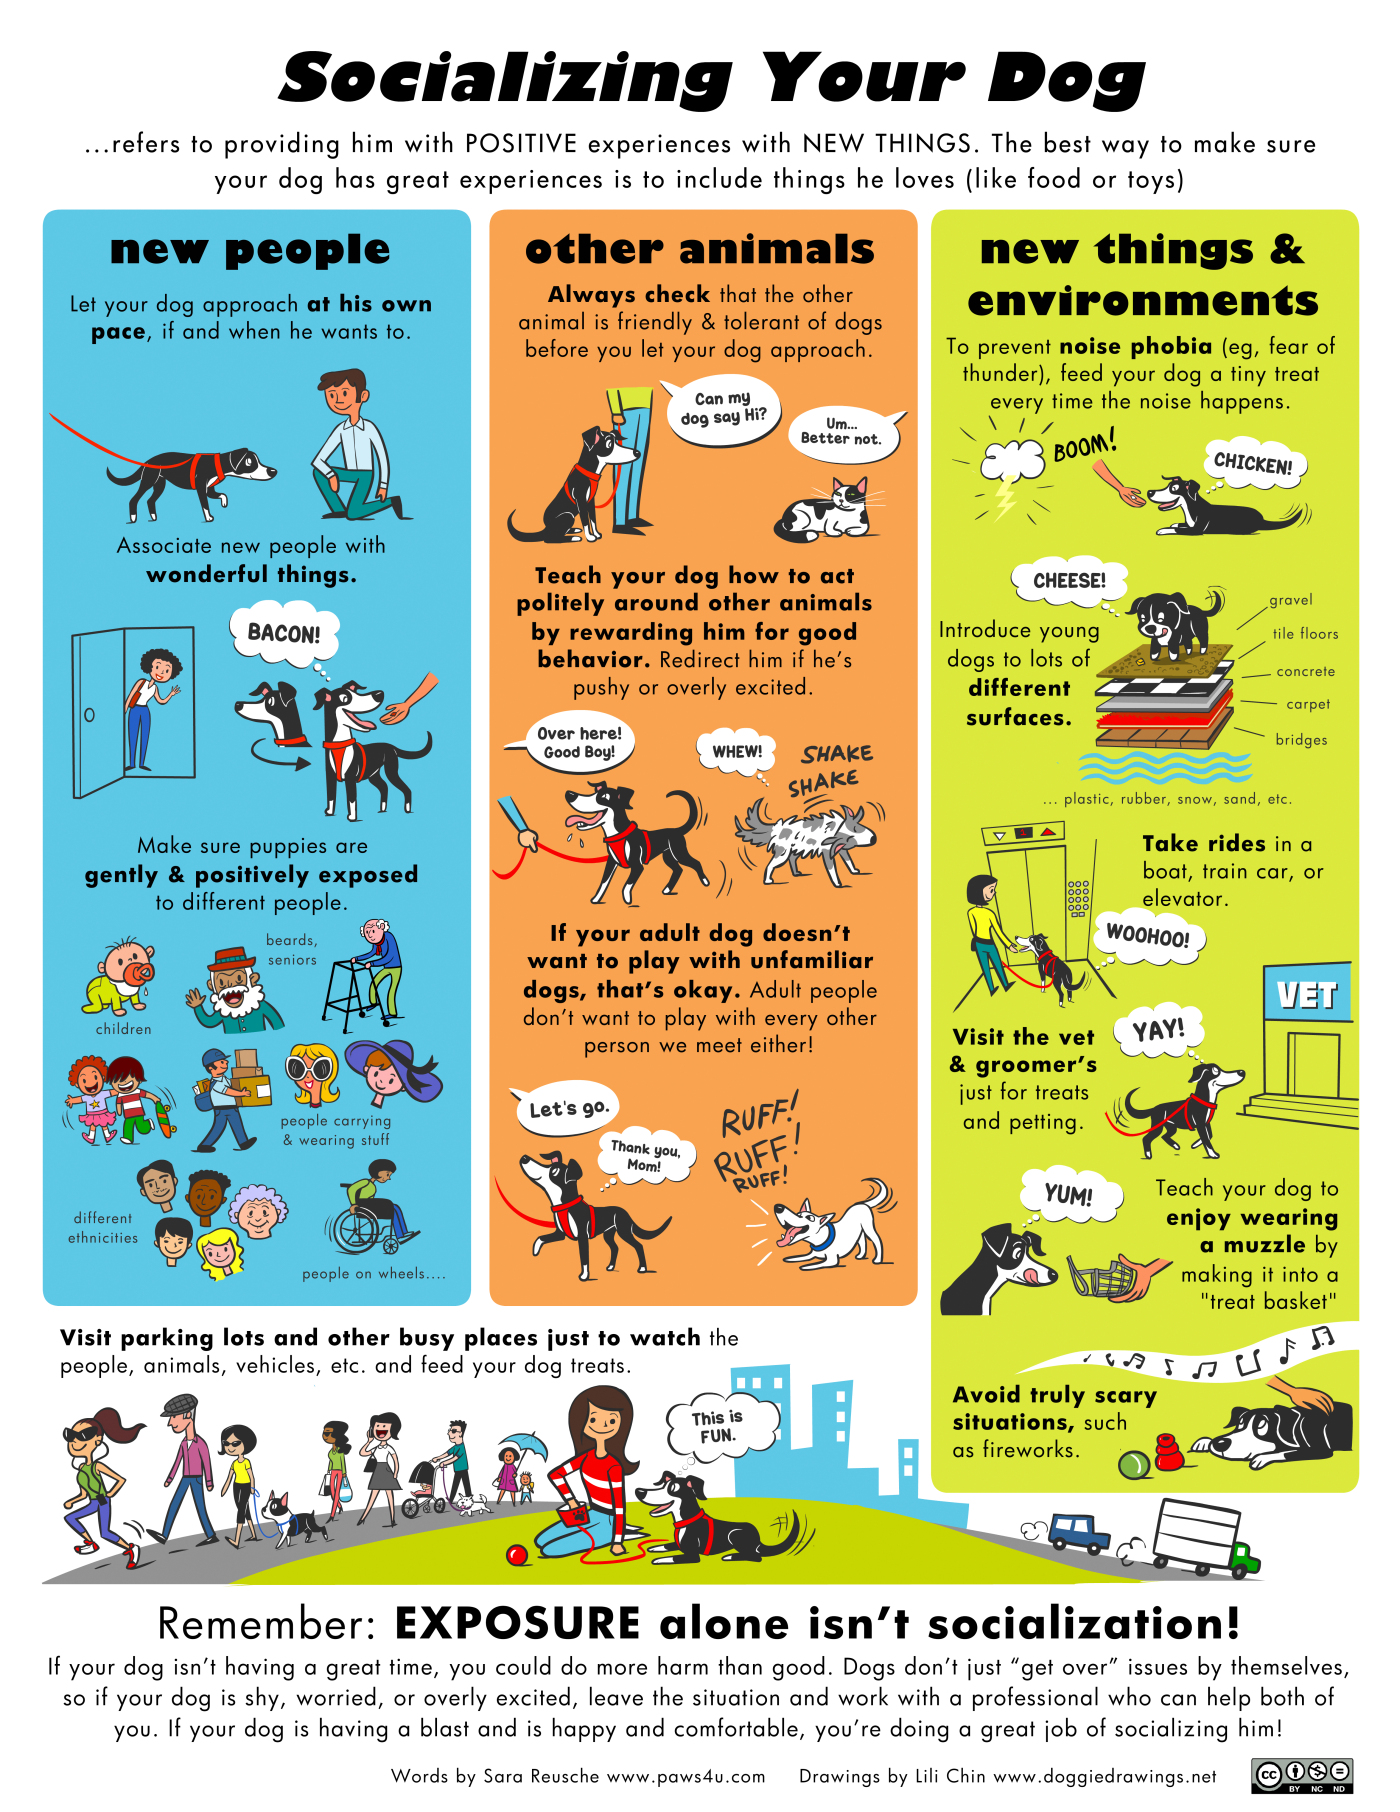 Socializing Your Dog
...refers to providing him with POSITIVE experiences with NEW THINGS. The best way to make sure
your dog has great experiences is to include things he loves (like food or toys)
new people
Let your dog approach at his own
pace, if and when he wants to.
Associate new people with
wonderful things.
BACON!
Make sure puppies are
gently & positively exposed
to different people.
beards,
seniors
children
people carrying
& wearing stuff
different
ethnicities
people on wheels....
other animals
Always check that the other
animal is friendly & tolerant of dogs
before you let your dog approach.
Can my
dog say Hi?
Um...
Better not.
Teach your dog how to act
politely around other animals
by rewarding him for good
behavior. Redirect him if he's
pushy or overly excited.
Over here!
Good Boy!
WHEW!
SHAKE
SHAKE
If your adult dog doesn't
want to play with unfamiliar
dogs, that's okay. Adult people
don't want to play with every other
person we meet either!
Let's go.
Thank you,
Mom!
RUFF!
RUFF!
RUFF!
new things &
environments
To prevent noise phobia (eg, fear of
thunder), feed your dog a tiny treat
every time the noise happens.
BOOM!
CHICKEN!
CHEESE!
Introduce young
dogs to lots of
different
surfaces.
gravel
tile floors
concrete
carpet
bridges
... plastic, rubber, snow, sand, etc.
Take rides in a
boat, train car, or
elevator.
WOOHOO!
VET
Visit the vet
& groomer's
just for treats
and petting.
YAY!
YUM!
Teach your dog to
enjoy wearing
a muzzle by
making it into a
"treat basket"
Avoid truly scary
situations, such
as fireworks.
Visit parking lots and other busy places just to watch the
people, animals, vehicles, etc. and feed your dog treats.
This is
FUN.
Remember: EXPOSURE alone isn't socialization!
If your dog isn't having a great time, you could do more harm than good. Dogs don't just “get over” issues by themselves,
so if your dog is shy, worried, or overly excited, leave the situation and work with a professional who can help both of
you. If your dog is having a blast and is happy and comfortable, you're doing a great job of socializing him!
Words by Sara Reusche www.paws4u.com Drawings by Lili Chin www.doggiedrawings.net
cc BY NC ND